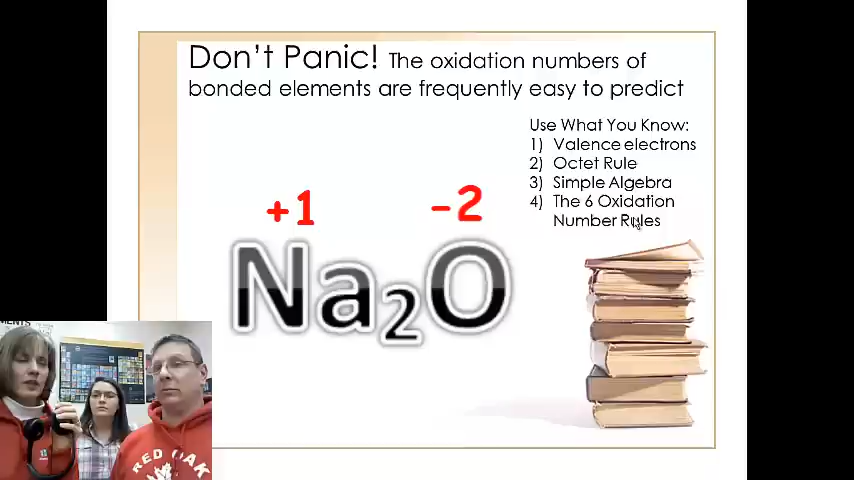 Don't Panic! The oxidation numbers of
bonded elements are frequently easy to predict
Use What You Know:
1) Valence electrons
2) Octet Rule
3) Simple Algebra
4) The 6 Oxidation
Number Rules
+1 -2
Na2O
RED OAK